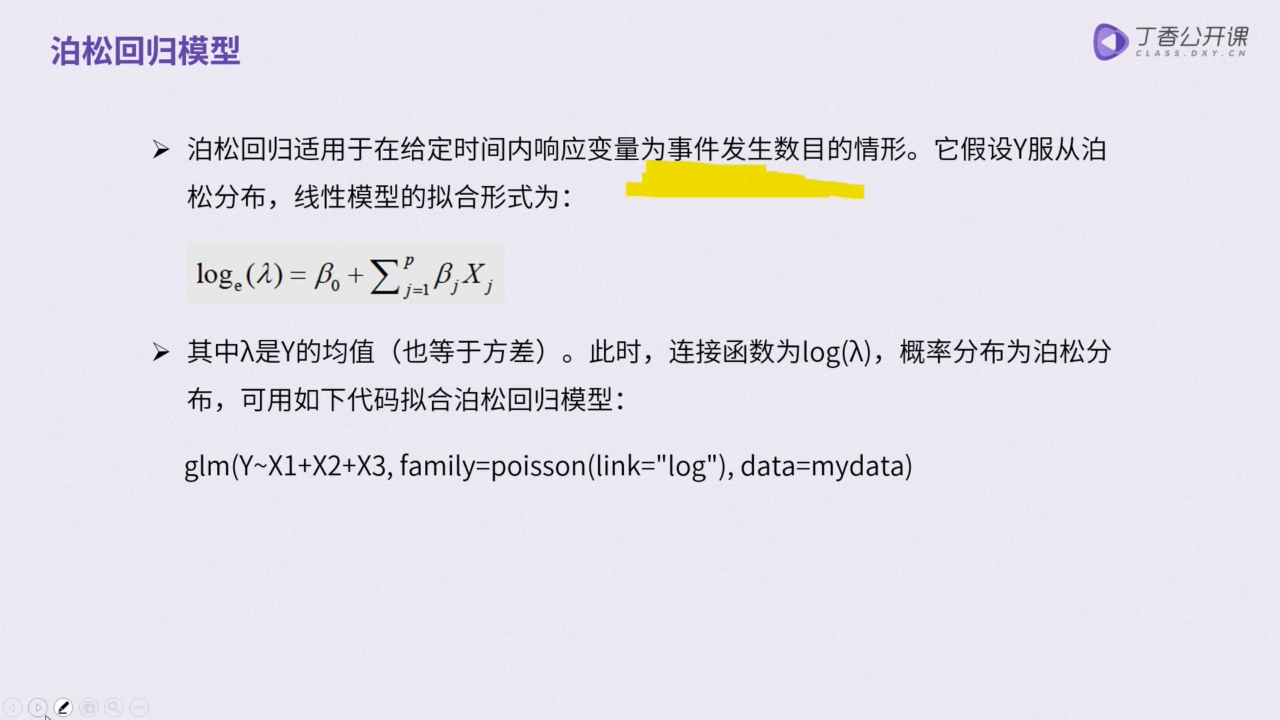 泊松回归模型
丁香公开课
CLASS.DXY.CN
➢ 泊松回归适用于在给定时间内响应变量为事件发生数目的情形。它假设Y服从泊
松分布，线性模型的拟合形式为：
logₑ(λ) = β₀ + ∑ᵖⱼ₌₁ βⱼXⱼ
➢ 其中λ是Y的均值（也等于方差）。此时，连接函数为log(λ)，概率分布为泊松分
布，可用如下代码拟合泊松回归模型：
glm(Y~X1+X2+X3, family=poisson(link="log"), data=mydata)